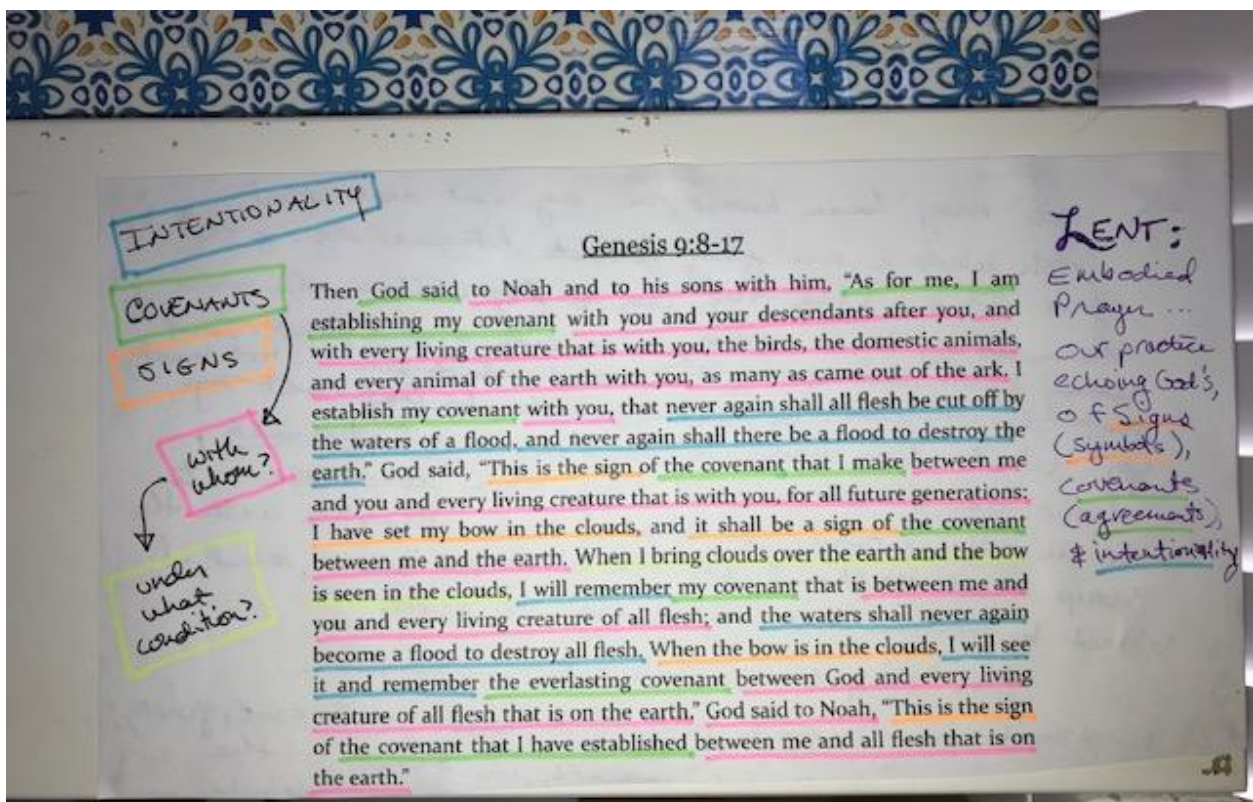 INTENTIONALITY
COVENANTS
SIGNS
with
whom?
under
what
condition?
Genesis 9:8-17
Then God said to Noah and to his sons with him, “As for me, I am
establishing my covenant with you and your descendants after you, and
with every living creature that is with you, the birds, the domestic animals,
and every animal of the earth with you, as many as came out of the ark. I
establish my covenant with you, that never again shall all flesh be cut off by
the waters of a flood, and never again shall there be a flood to destroy the
earth.” God said, “This is the sign of the covenant that I make between me
and you and every living creature that is with you, for all future generations:
I have set my bow in the clouds, and it shall be a sign of the covenant
between me and the earth. When I bring clouds over the earth and the bow
is seen in the clouds, I will remember my covenant that is between me and
you and every living creature of all flesh; and the waters shall never again
become a flood to destroy all flesh. When the bow is in the clouds, I will see
it and remember the everlasting covenant between God and every living
creature of all flesh that is on the earth.” God said to Noah, “This is the sign
of the covenant that I have established between me and all flesh that is on
the earth.”
LENT:
Embodied
Prayer ...
our practice
echoing God's,
of Signs
(symbols),
covenants
(agreements),
& intentionality